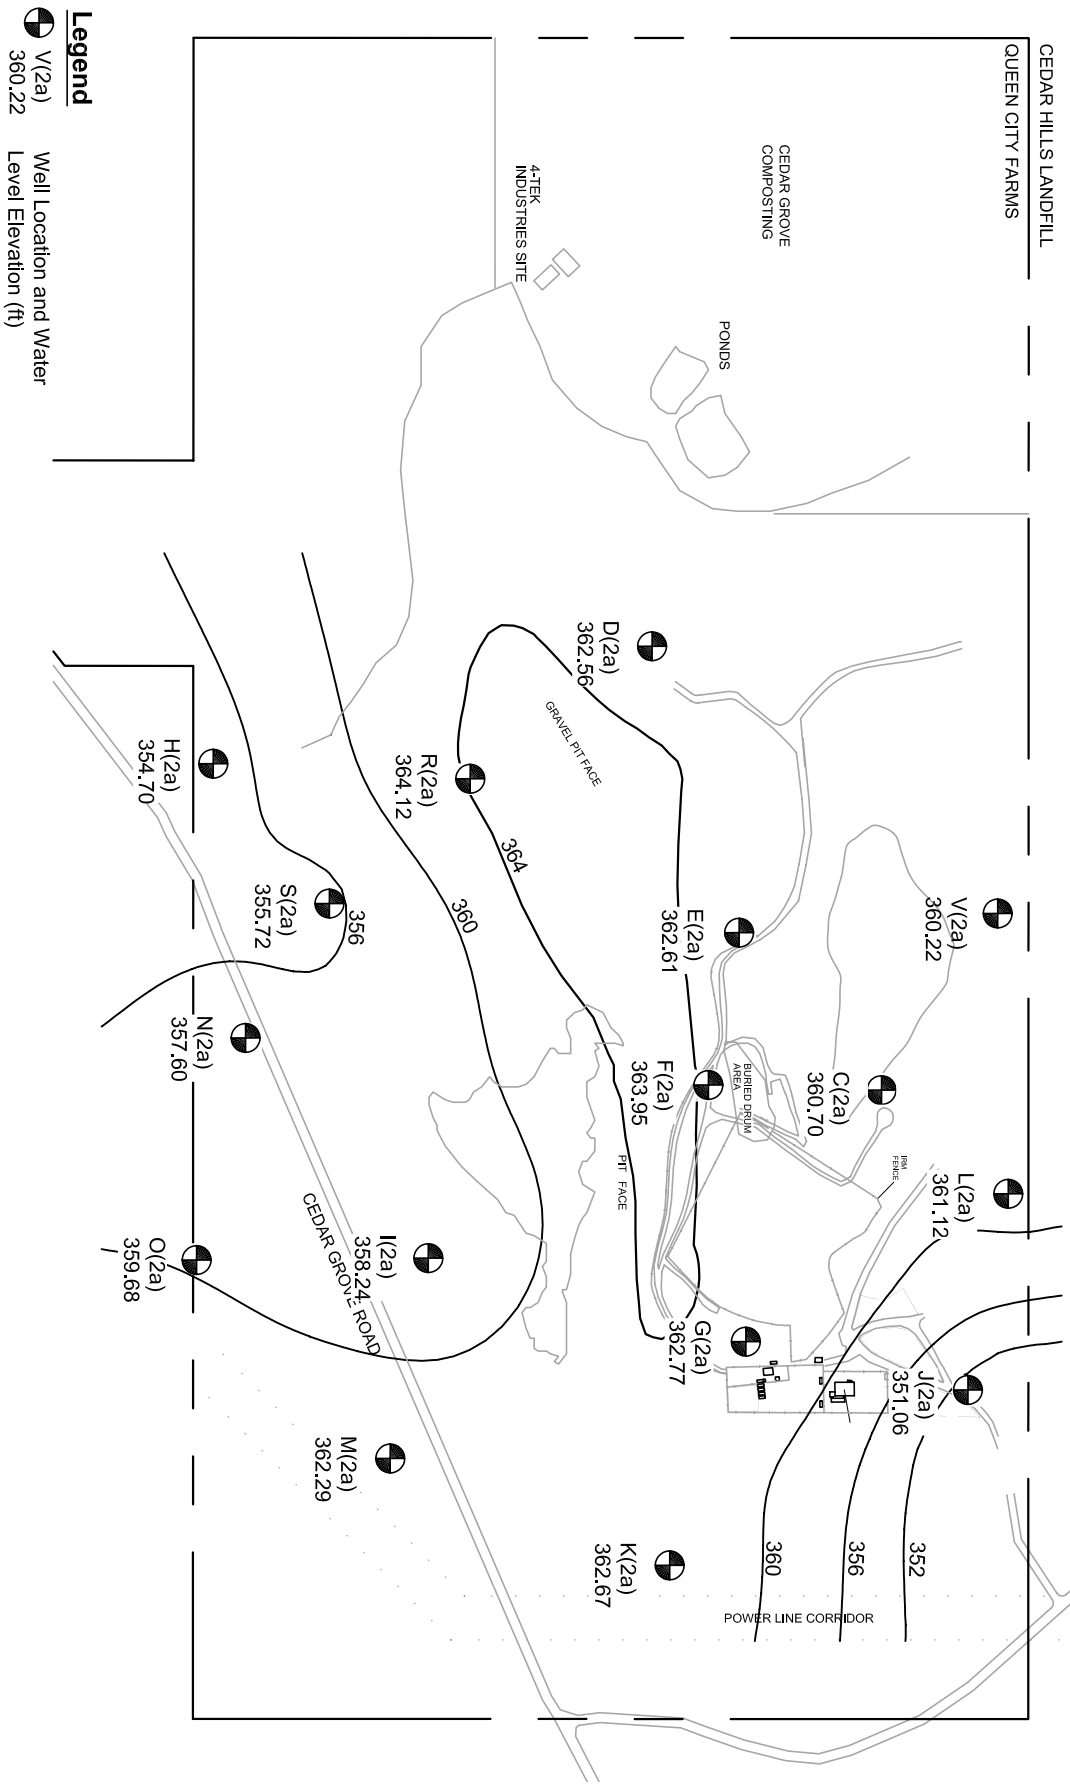 CEDAR HILLS LANDFILL
QUEEN CITY FARMS
CEDAR GROVE
COMPOSTING
4-TEK
INDUSTRIES SITE
PONDS
D(2a)
362.56
GRAVEL PIT FACE
V(2a)
360.22
E(2a)
362.61
C(2a)
360.70
BURIED DRUM
AREA
F(2a)
363.95
IRM
FENCE
L(2a)
361.12
PIT FACE
G(2a)
362.77
J(2a)
351.06
352
356
360
POWER LINE CORRIDOR
K(2a)
362.67
R(2a)
364.12
364
360
H(2a)
354.70
S(2a)
355.72
356
N(2a)
357.60
I(2a)
358.24
CEDAR GROVE ROAD
O(2a)
359.68
M(2a)
362.29
Legend
V(2a)
360.22
Well Location and Water
Level Elevation (ft)